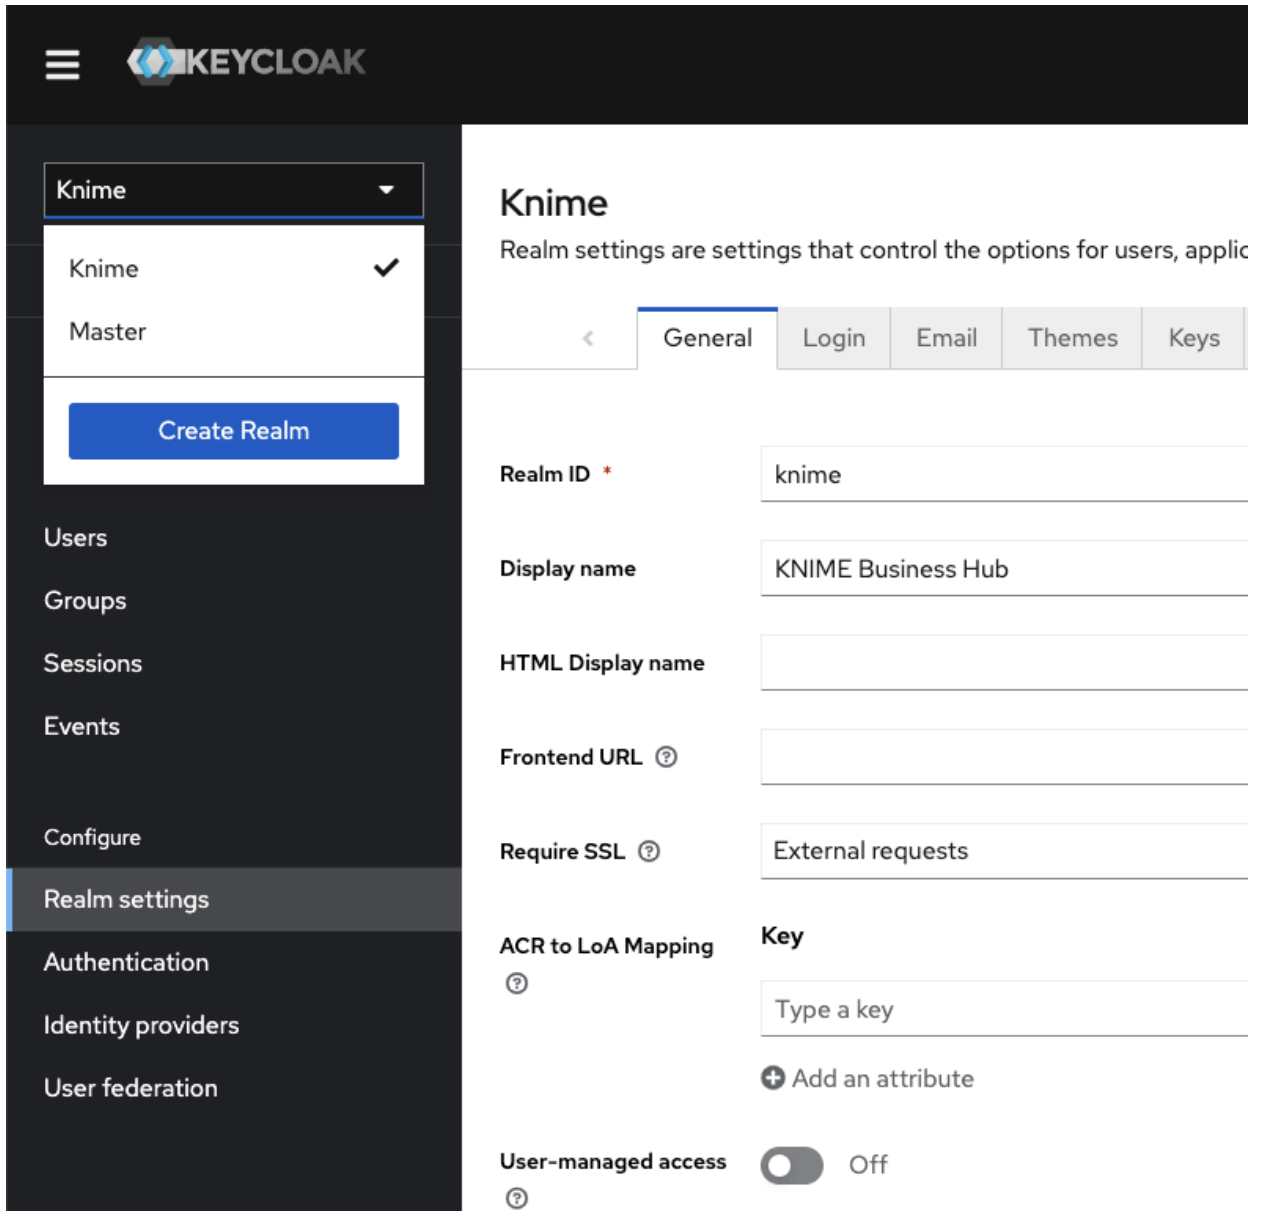 KEYCLOAK
Knime
Knime
Master
Create Realm
Users
Groups
Sessions
Events
Configure
Realm settings
Authentication
Identity providers
User federation
Knime
Realm settings are settings that control the options for users, applic
General Login Email Themes Keys
Realm ID * knime
Display name KNIME Business Hub
HTML Display name
Frontend URL
Require SSL External requests
ACR to LoA Mapping Key
Type a key
Add an attribute
User-managed access Off